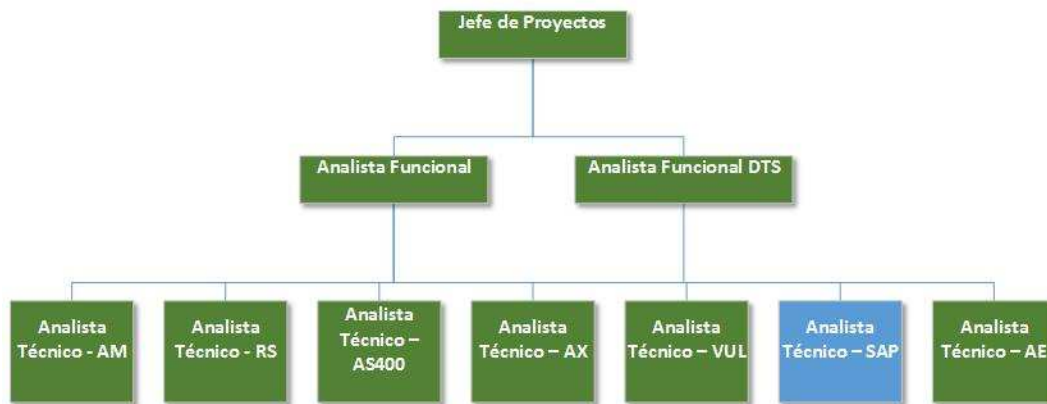 Jefe de Proyectos
Analista Funcional
Analista Funcional DTS
Analista
Técnico - AM
Analista
Técnico - RS
Analista
Técnico –
AS400
Analista
Técnico – AX
Analista
Técnico – VUL
Analista
Técnico – SAP
Analista
Técnico – AE